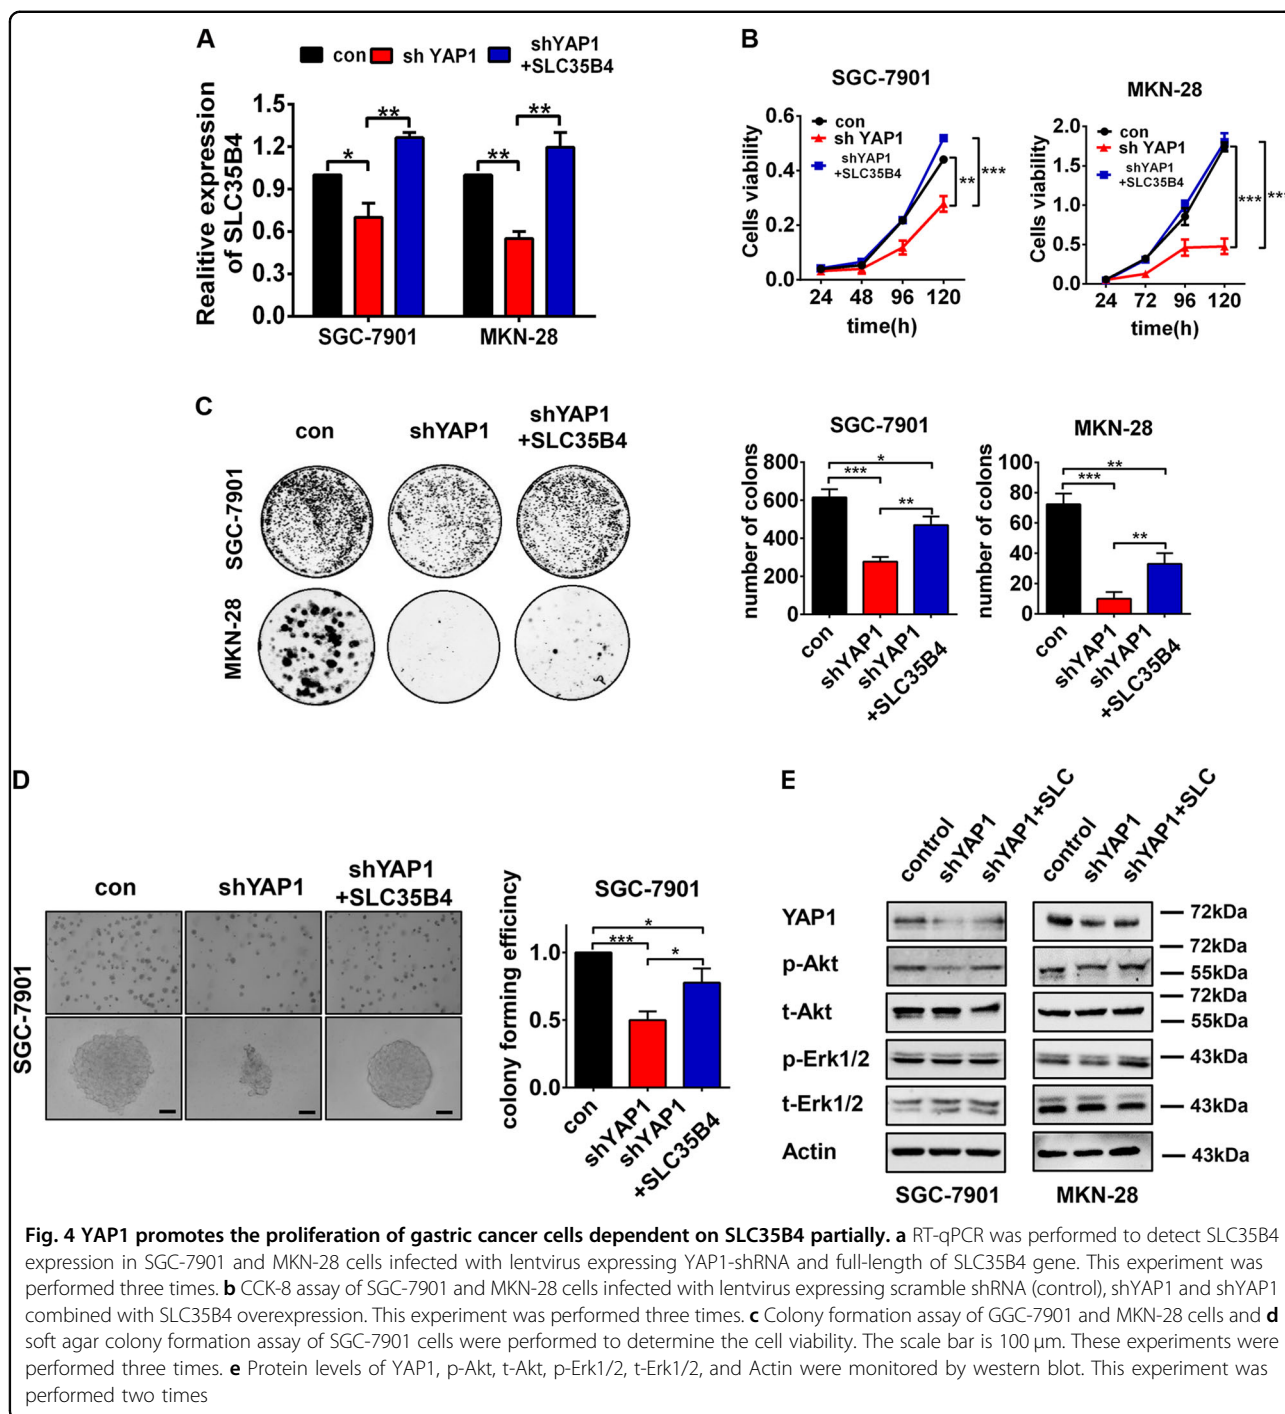 A
con
sh YAP1
shYAP1
+SLC35B4
Realitive expression
of SLC35B4
1.5
1.2
0.9
0.6
0.3
0.0
*
**
**
**
SGC-7901
MKN-28
B
SGC-7901
Cells viability
0.6
0.4
0.2
0.0
con
sh YAP1
shYAP1
+SLC35B4
**
***
24 48 96 120
time(h)
MKN-28
Cells viability
2.0
1.5
1.0
0.5
0.0
con
sh YAP1
shYAP1
+SLC35B4
***
24 72 96 120
time(h)
C
con
shYAP1
shYAP1
+SLC35B4
SGC-7901
MKN-28
SGC-7901
number of colons
800
600
400
200
0
*
***
**
con
shYAP1
shYAP1
+SLC35B4
MKN-28
number of colons
100
80
60
40
20
0
**
***
**
con
shYAP1
shYAP1
+SLC35B4
D
con
shYAP1
shYAP1
+SLC35B4
SGC-7901
SGC-7901
colony forming efficincy
1.0
0.5
0.0
*
***
*
con
shYAP1
shYAP1
+SLC35B4
E
control
shYAP1
shYAP1+SLC
control
shYAP1
shYAP1+SLC
YAP1
72kDa
p-Akt
72kDa
55kDa
t-Akt
72kDa
55kDa
p-Erk1/2
43kDa
t-Erk1/2
43kDa
Actin
43kDa
SGC-7901
MKN-28
Fig. 4 YAP1 promotes the proliferation of gastric cancer cells dependent on SLC35B4 partially. a RT-qPCR was performed to detect SLC35B4
expression in SGC-7901 and MKN-28 cells infected with lentvirus expressing YAP1-shRNA and full-length of SLC35B4 gene. This experiment was
performed three times. b CCK-8 assay of SGC-7901 and MKN-28 cells infected with lentvirus expressing scramble shRNA (control), shYAP1 and shYAP1
combined with SLC35B4 overexpression. This experiment was performed three times. c Colony formation assay of GGC-7901 and MKN-28 cells and d
soft agar colony formation assay of SGC-7901 cells were performed to determine the cell viability. The scale bar is 100 μm. These experiments were
performed three times. e Protein levels of YAP1, p-Akt, t-Akt, p-Erk1/2, t-Erk1/2, and Actin were monitored by western blot. This experiment was
performed two times